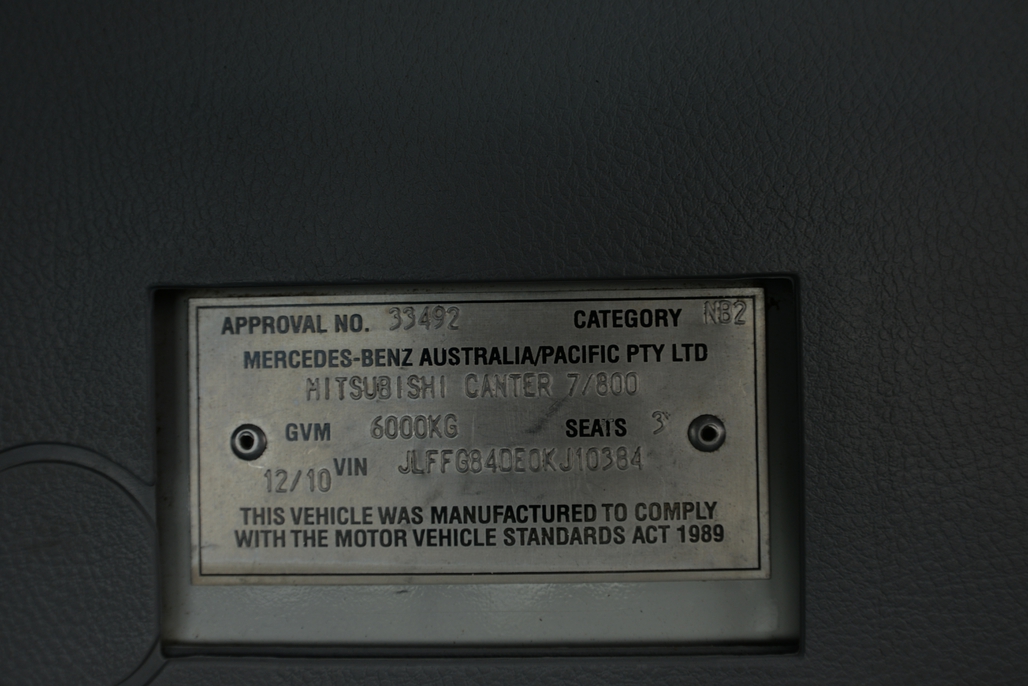 APPROVAL NO. 33492 CATEGORY NB2
MERCEDES-BENZ AUSTRALIA/PACIFIC PTY LTD
MITSUBISHI CANTER 7/800
GVM 6000KG SEATS 3
12/10 VIN JLFFG84DE0KJ10384
THIS VEHICLE WAS MANUFACTURED TO COMPLY
WITH THE MOTOR VEHICLE STANDARDS ACT 1989